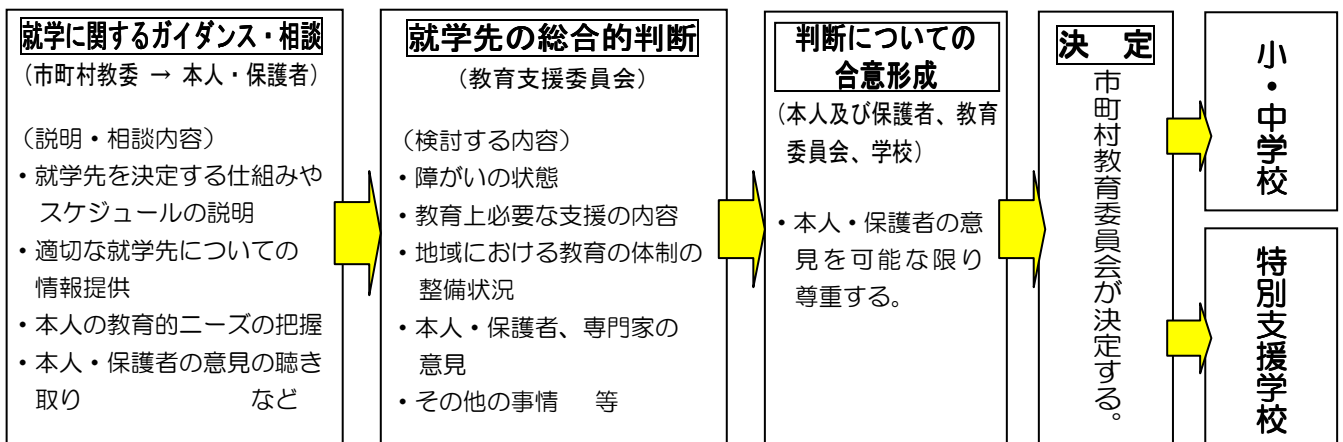 就学に関するガイダンス・相談
（市町村教委 → 本人・保護者）
（説明・相談内容）
・就学先を決定する仕組みや
スケジュールの説明
・適切な就学先についての
情報提供
・本人の教育的ニーズの把握
・本人・保護者の意見の聴き
取り　　　　　など
就学先の総合的判断
（教育支援委員会）
（検討する内容）
・障がいの状態
・教育上必要な支援の内容
・地域における教育の体制の
整備状況
・本人・保護者、専門家の
意見
・その他の事情　等
判断についての
合意形成
（本人及び保護者、教育
委員会、学校）
・本人・保護者の意
見を可能な限り
尊重する。
決　定
市町村教育委員会が決定する。
小・中学校
特別支援学校